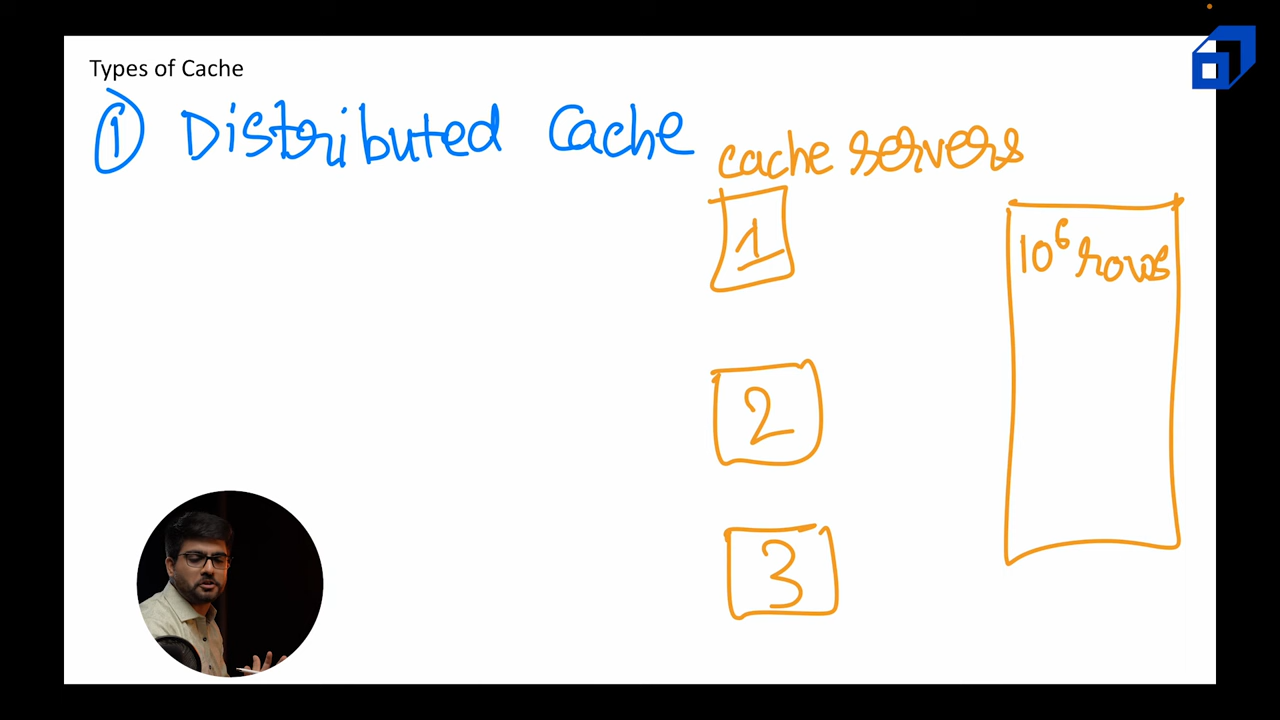 Types of Cache
① Distributed Cache
cache servers
1
10⁶ rows
2
3